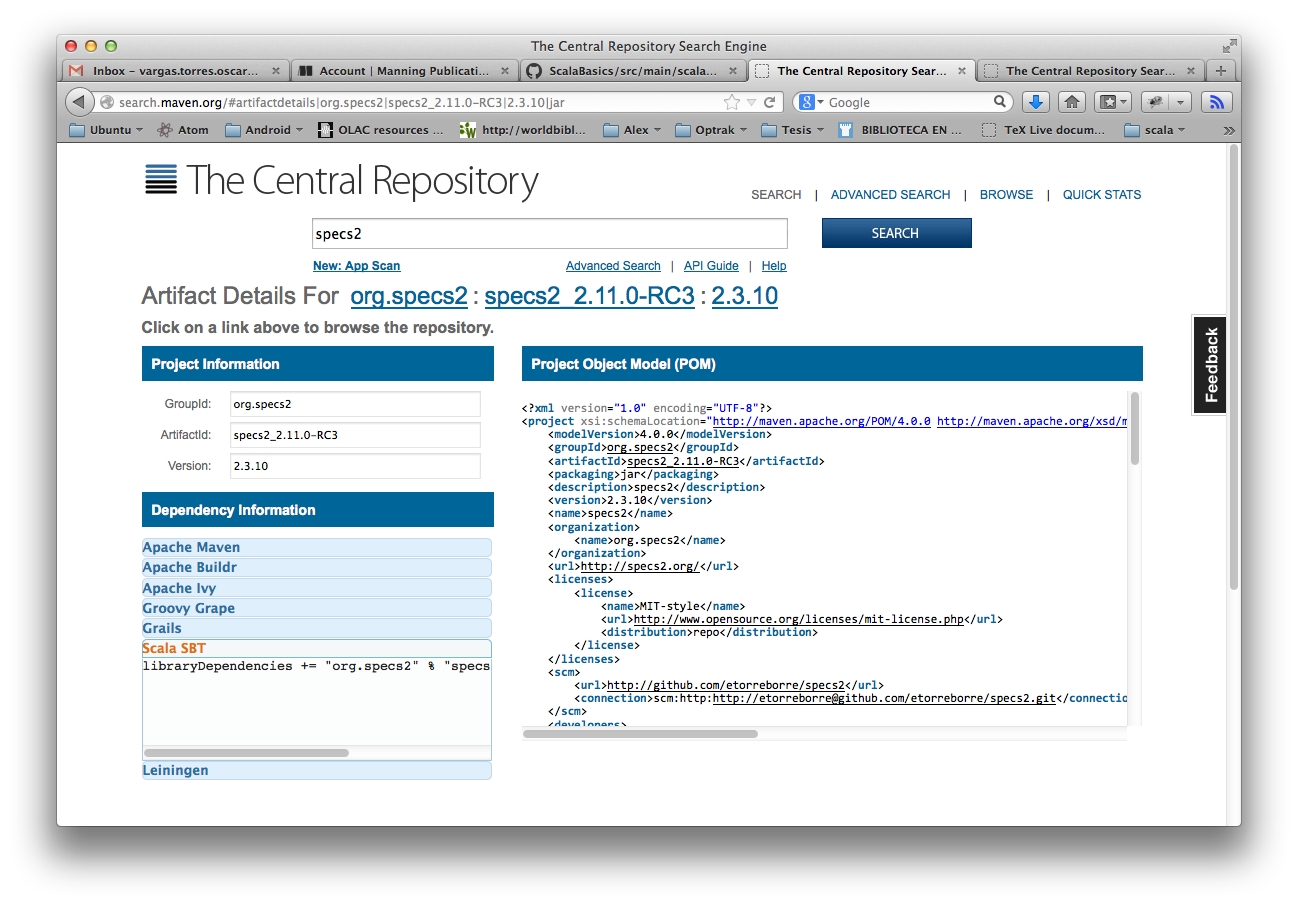 The Central Repository Search Engine
Inbox – vargas.torres.oscar...
Account | Manning Publicati...
ScalaBasics/src/main/scala...
The Central Repository Sear...
The Central Repository Sear...
search.maven.org/#artifactdetails|org.specs2|specs2_2.11.0-RC3|2.3.10|jar
Google
Ubuntu
Atom
Android
OLAC resources ...
http://worldbibl...
Alex
Optrak
Tesis
BIBLIOTECA EN ...
TeX Live docum...
scala
The Central Repository
SEARCH | ADVANCED SEARCH | BROWSE | QUICK STATS
specs2
SEARCH
New: App Scan
Advanced Search | API Guide | Help
Artifact Details For org.specs2 : specs2_2.11.0-RC3 : 2.3.10
Click on a link above to browse the repository.
Feedback
Project Information
GroupId: org.specs2
ArtifactId: specs2_2.11.0-RC3
Version: 2.3.10
Dependency Information
Apache Maven
Apache Buildr
Apache Ivy
Groovy Grape
Grails
Scala SBT
libraryDependencies += "org.specs2" % "specs
Leiningen
Project Object Model (POM)
<?xml version="1.0" encoding="UTF-8"?>
<project xsi:schemaLocation="http://maven.apache.org/POM/4.0.0 http://maven.apache.org/xsd/m
<modelVersion>4.0.0</modelVersion>
<groupId>org.specs2</groupId>
<artifactId>specs2_2.11.0-RC3</artifactId>
<packaging>jar</packaging>
<description>specs2</description>
<version>2.3.10</version>
<name>specs2</name>
<organization>
<name>org.specs2</name>
</organization>
<url>http://specs2.org/</url>
<licenses>
<license>
<name>MIT-style</name>
<url>http://www.opensource.org/licenses/mit-license.php</url>
<distribution>repo</distribution>
</license>
</licenses>
<scm>
<url>http://github.com/etorreborre/specs2</url>
<connection>scm:http:http://etorreborre@github.com/etorreborre/specs2.git</connectio
</scm>
<developers>